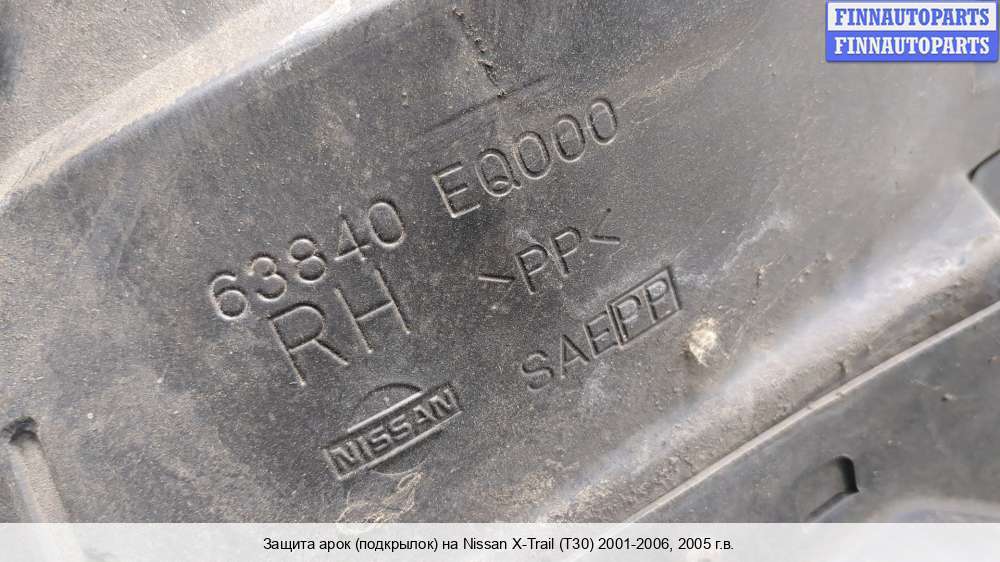 FINNAUTOPARTS
FINNAUTOPARTS
63840 EQ000
RH >PP<
SAE PP
NISSAN
Защита арок (подкрылок) на Nissan X-Trail (T30) 2001-2006, 2005 г.в.